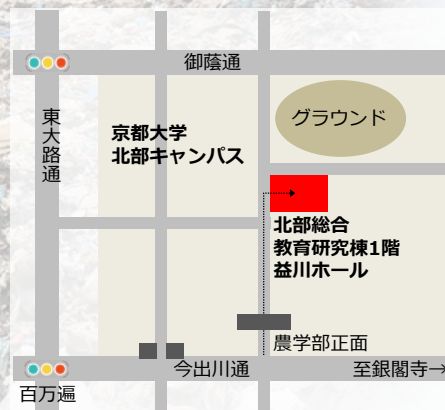 御蔭通
東大路通
京都大学
北部キャンパス
グラウンド
北部総合
教育研究棟1階
益川ホール
農学部正面
今出川通
至銀閣寺→
百万遍